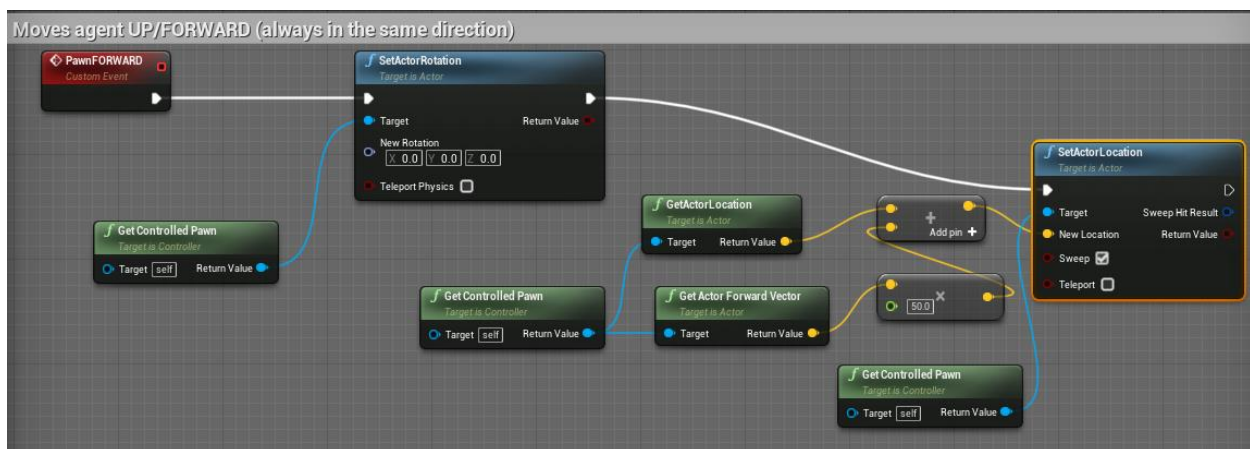 Moves agent UP/FORWARD (always in the same direction)
PawnFORWARD
Custom Event
f SetActorRotation
Target is Actor
Target Return Value
New Rotation
X 0.0 Y 0.0 Z 0.0
Teleport Physics
f Get Controlled Pawn
Target is Controller
Target self Return Value
f Get Controlled Pawn
Target is Controller
Target self Return Value
f GetActorLocation
Target is Actor
Target Return Value
f Get Actor Forward Vector
Target is Actor
Target Return Value
+
Add pin +
50.0 ×
f Get Controlled Pawn
Target is Controller
Target self Return Value
f SetActorLocation
Target is Actor
Target Sweep Hit Result
New Location Return Value
Sweep
Teleport